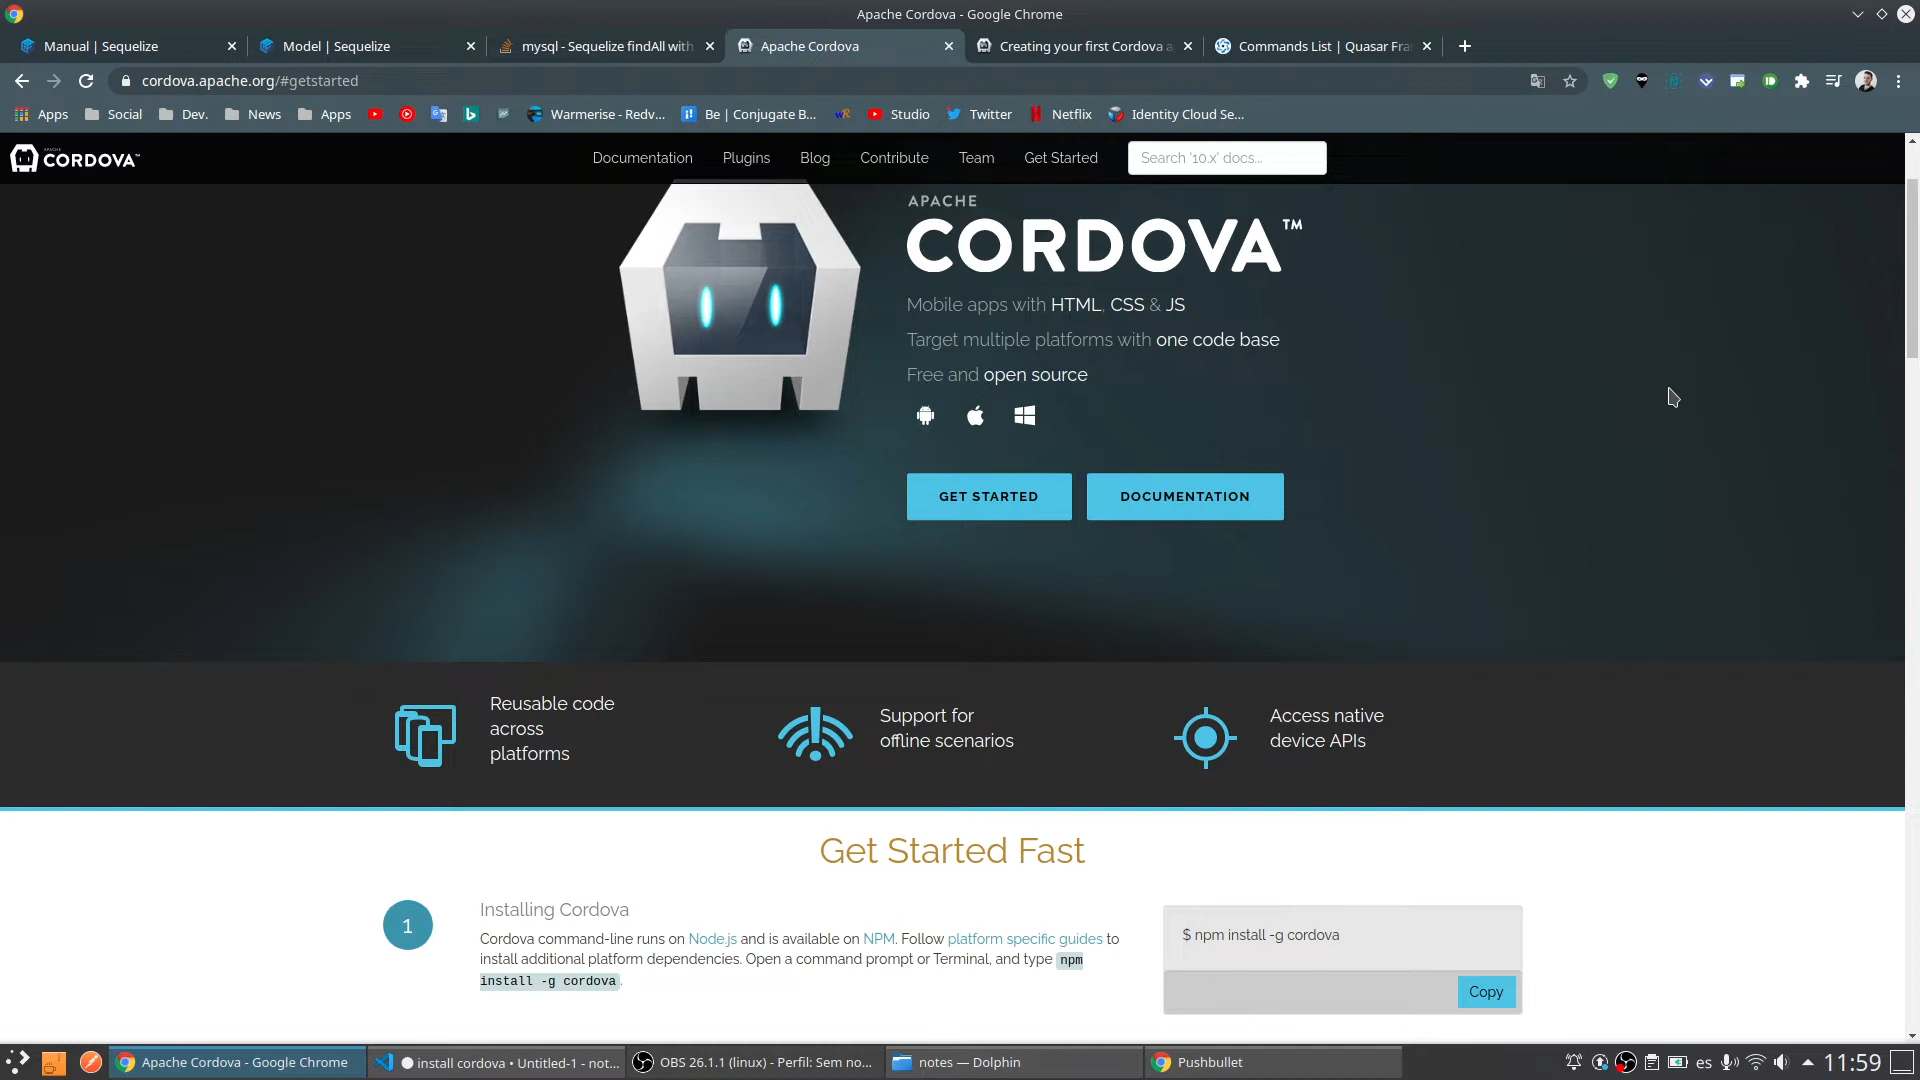 Apache Cordova - Google Chrome
Manual | Sequelize
Model | Sequelize
mysql - Sequelize findAll with
Apache Cordova
Creating your first Cordova a
Commands List | Quasar Fra
cordova.apache.org/#getstarted
Apps
Social
Dev.
News
Apps
Warmerise - Redv...
Be | Conjugate B...
Studio
Twitter
Netflix
Identity Cloud Se...
CORDOVA™
Documentation
Plugins
Blog
Contribute
Team
Get Started
Search '10.x' docs...
APACHE
CORDOVA™
Mobile apps with HTML, CSS & JS
Target multiple platforms with one code base
Free and open source
GET STARTED
DOCUMENTATION
Reusable code
across
platforms
Support for
offline scenarios
Access native
device APIs
Get Started Fast
1
Installing Cordova
Cordova command-line runs on Node.js and is available on NPM. Follow platform specific guides to
install additional platform dependencies. Open a command prompt or Terminal, and type npm
install -g cordova.
$ npm install -g cordova
Copy
Apache Cordova - Google Chrome
install cordova • Untitled-1 - not...
OBS 26.1.1 (linux) - Perfil: Sem no...
notes — Dolphin
Pushbullet
es
11:59